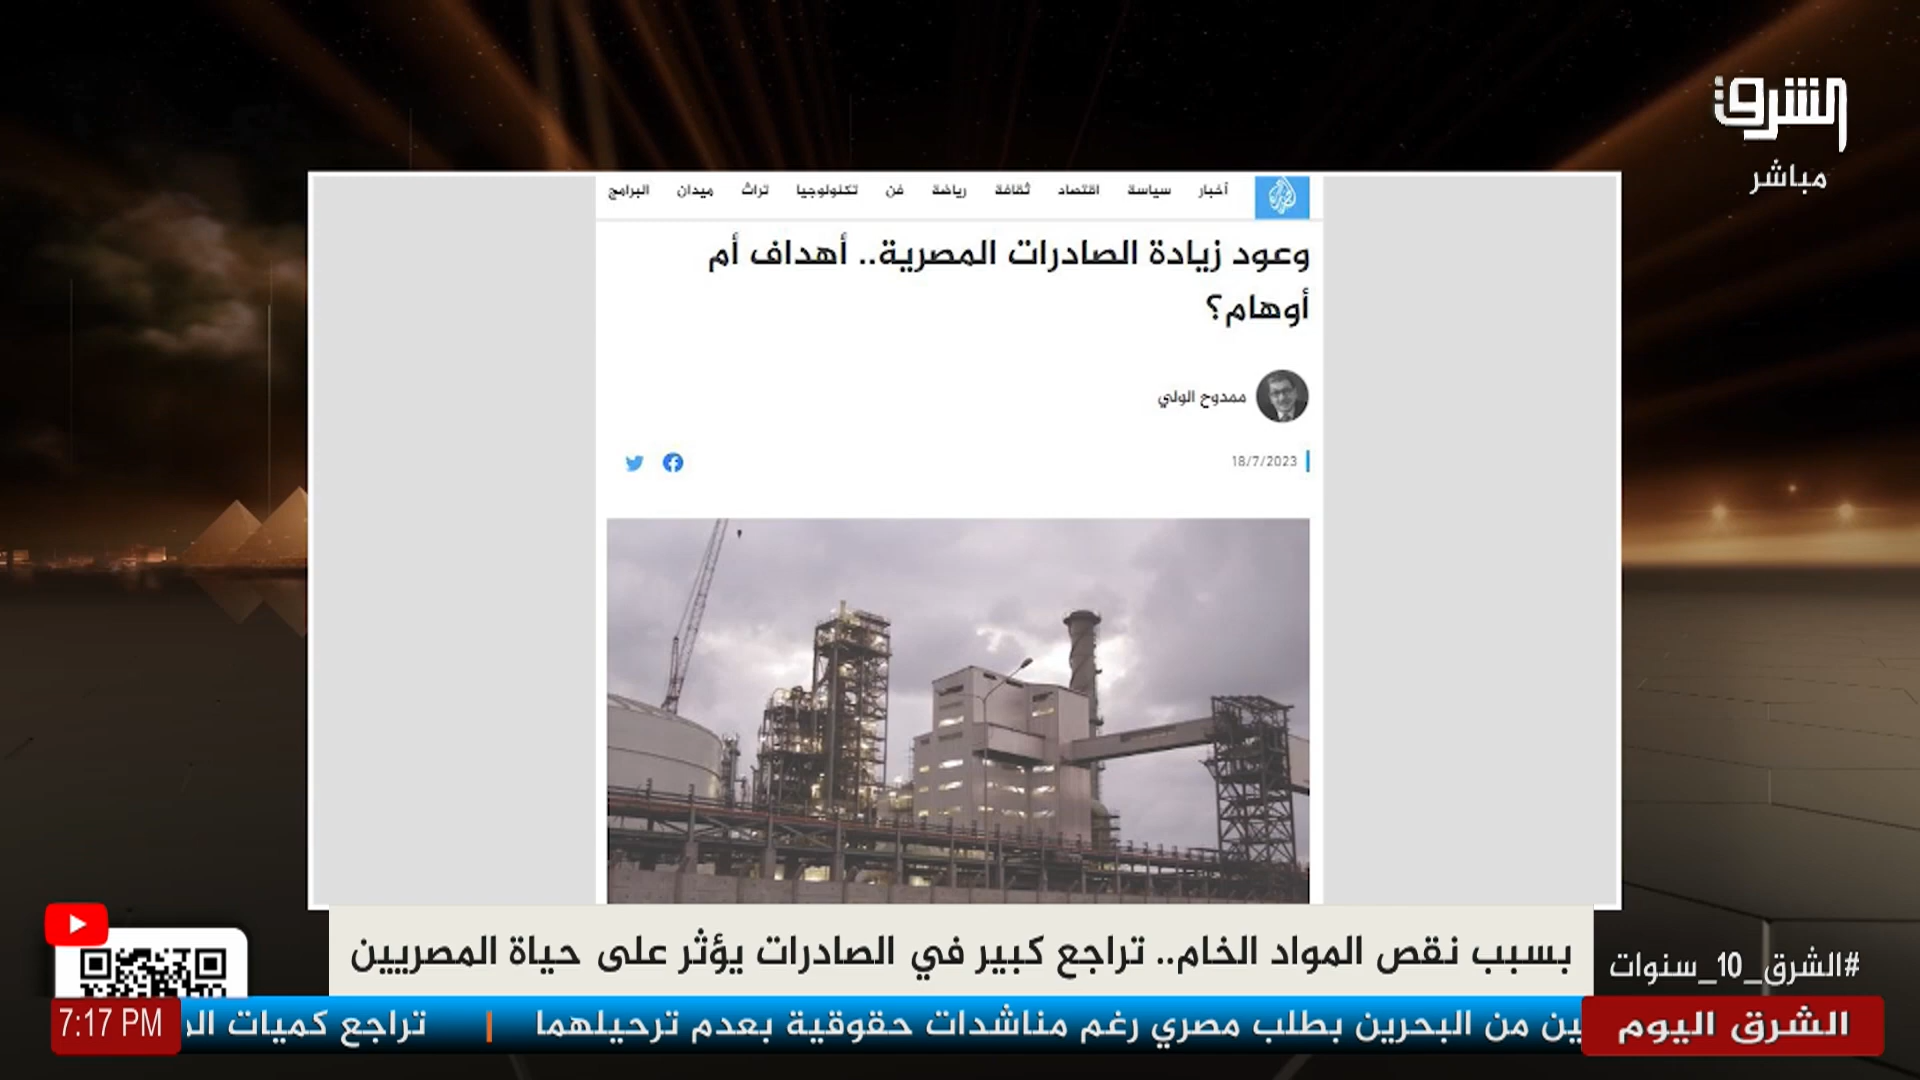 الشرق
مباشر
أخبار سياسة اقتصاد ثقافة رياضة فن تكنولوجيا تراث ميدان البرامج
وعود زيادة الصادرات المصرية.. أهداف أم
أوهام؟
ممدوح الولي
18/7/2023
بسبب نقص المواد الخام.. تراجع كبير في الصادرات يؤثر على حياة المصريين
#الشرق_10_سنوات
الشرق اليوم
من البحرين بطلب مصري رغم مناشدات حقوقية بعدم ترحيلهما | تراجع كميات
7:17 PM